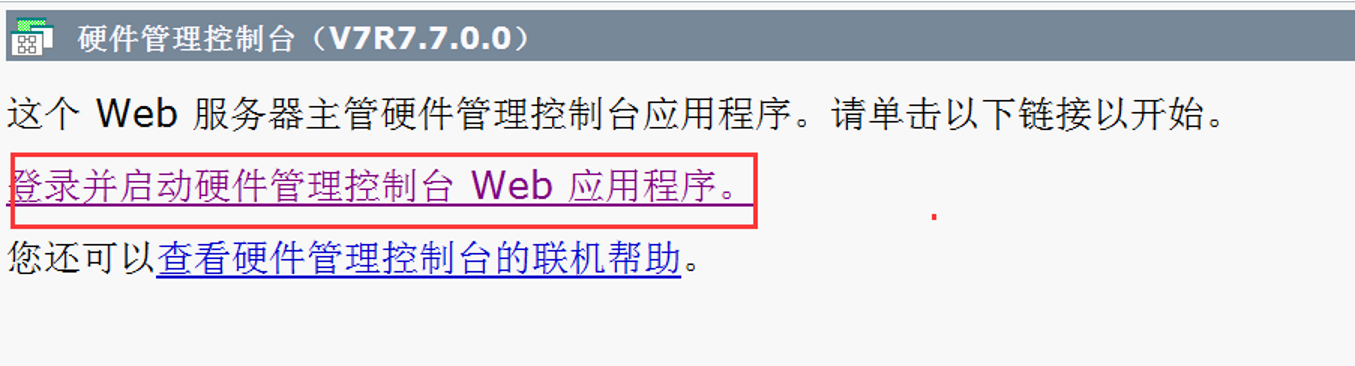 硬件管理控制台（V7R7.7.0.0）
这个 Web 服务器主管硬件管理控制台应用程序。请单击以下链接以开始。
登录并启动硬件管理控制台 Web 应用程序。
您还可以查看硬件管理控制台的联机帮助。